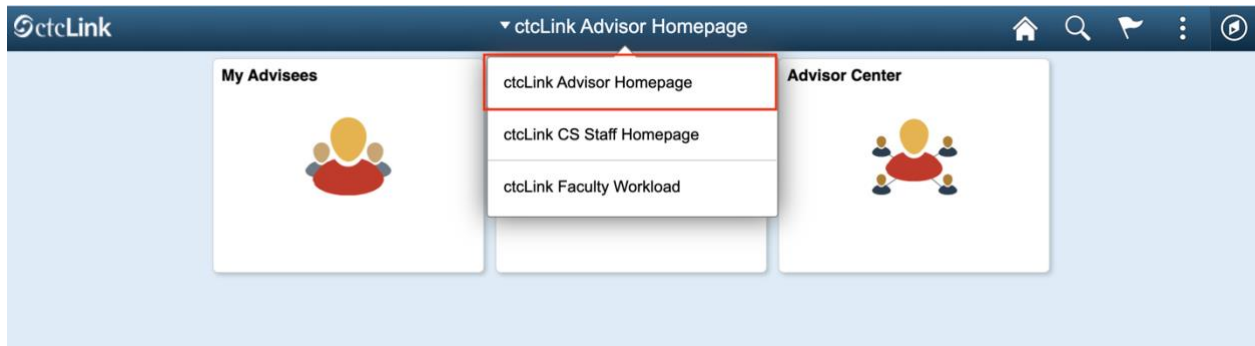 ctcLink
ctcLink Advisor Homepage
My Advisees
ctcLink Advisor Homepage
ctcLink CS Staff Homepage
ctcLink Faculty Workload
Advisor Center